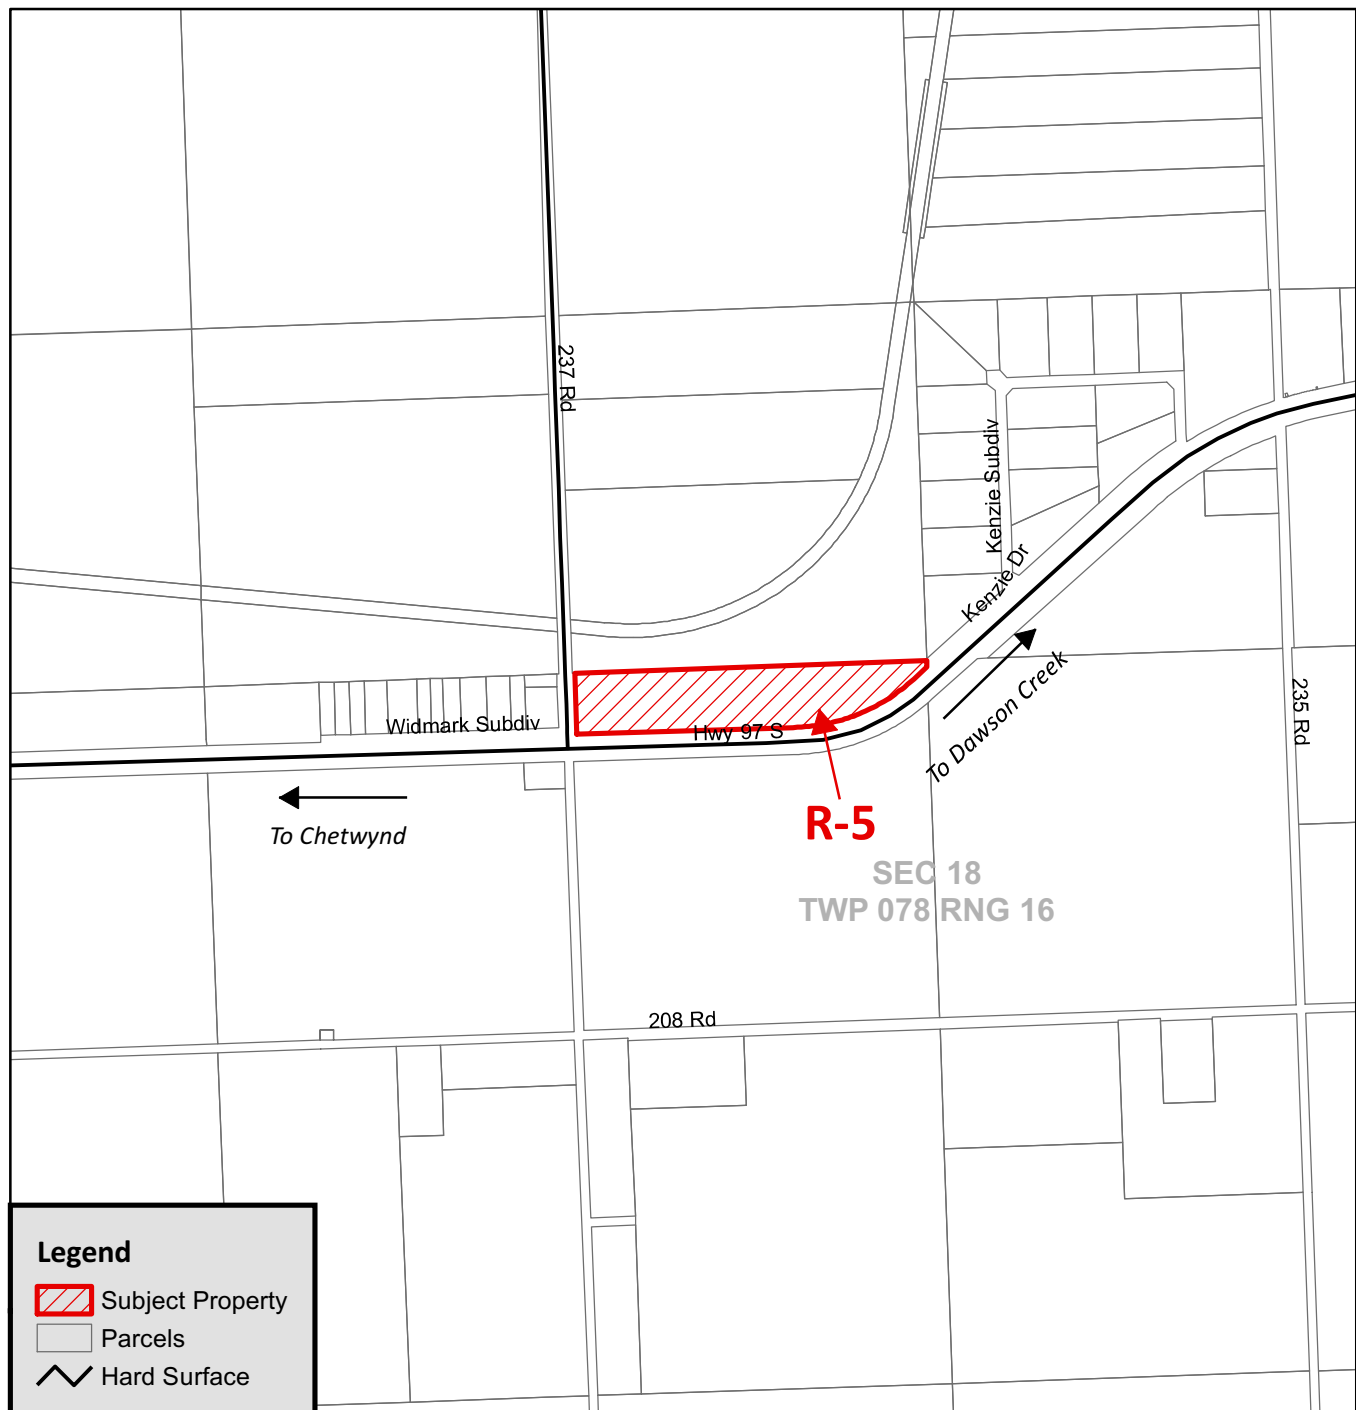 237 Rd
Kenzie Subdiv
Kenzie Dr
To Dawson Creek
235 Rd
Widmark Subdiv
Hwy 97 S
To Chetwynd
R-5
SEC 18
TWP 078 RNG 16
208 Rd
Legend
Subject Property
Parcels
Hard Surface